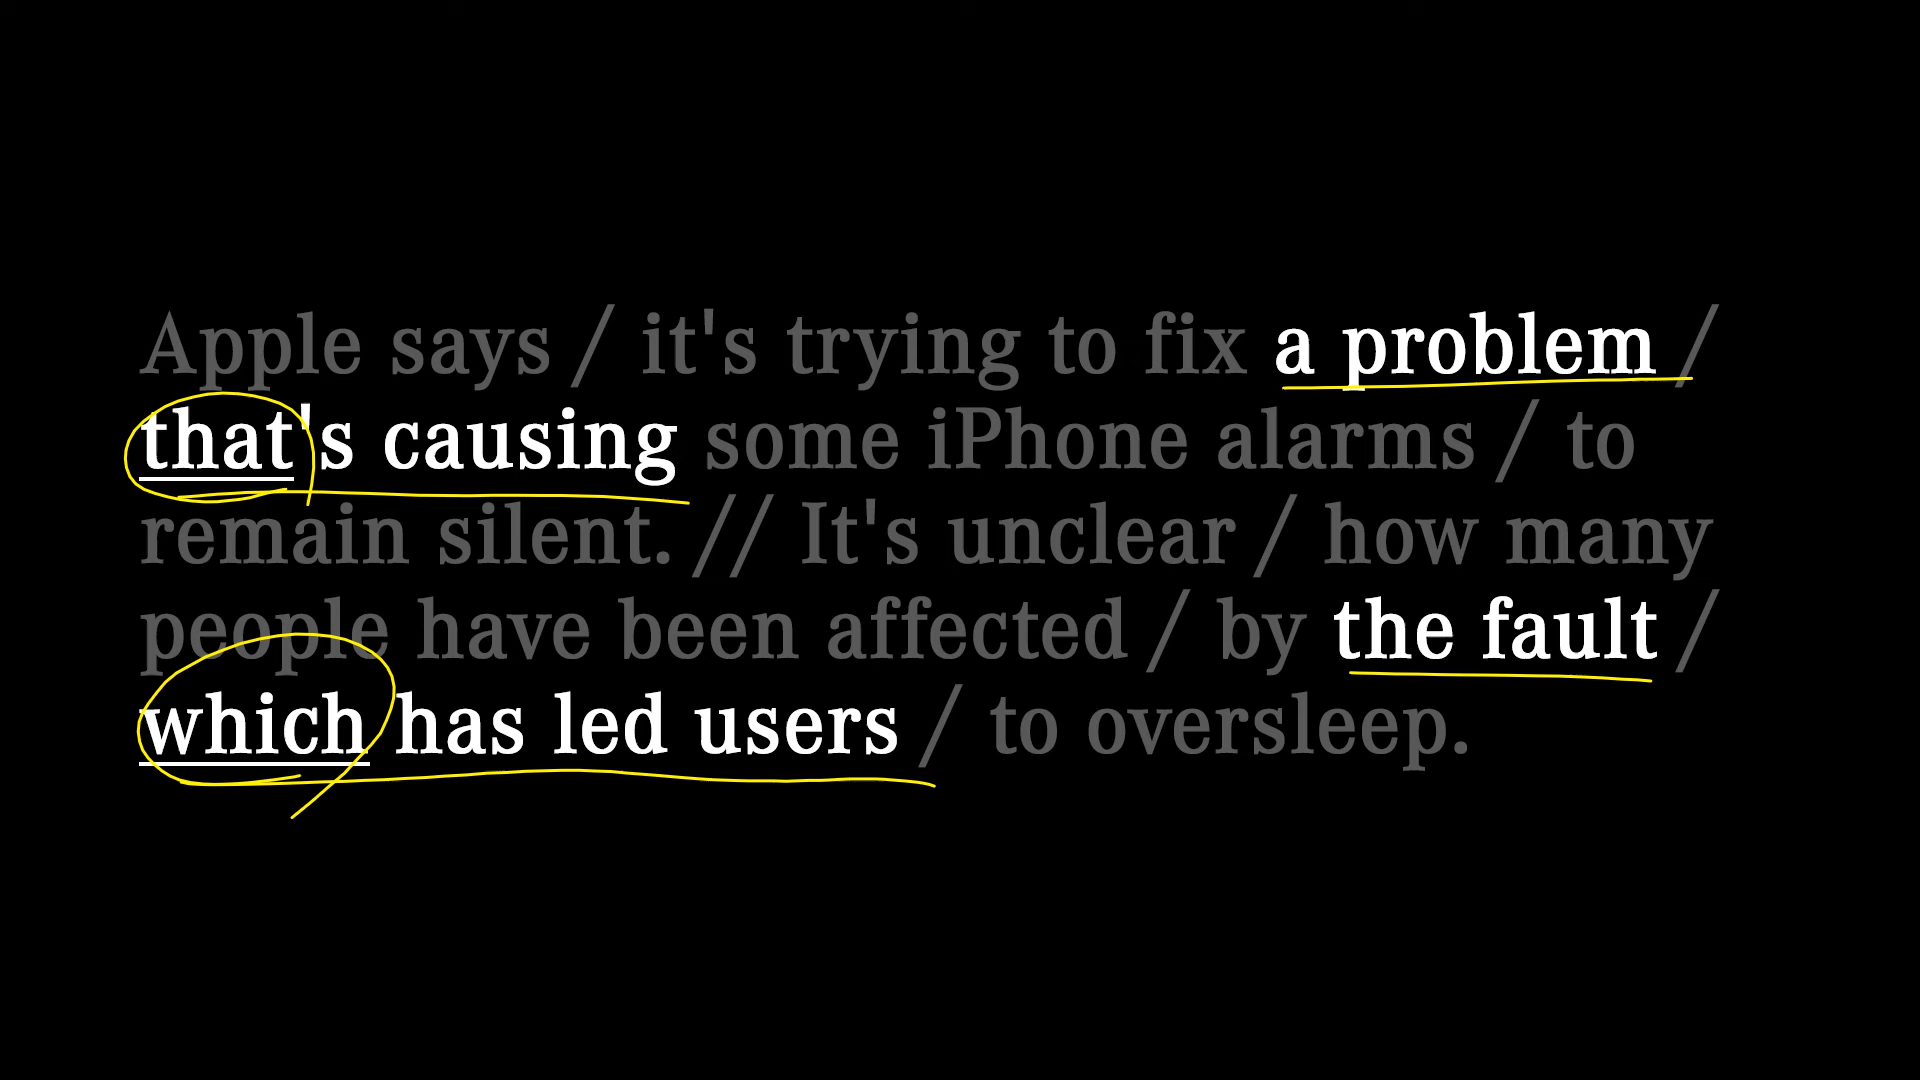 Apple says / it's trying to fix a problem /
that's causing some iPhone alarms / to
remain silent. // It's unclear / how many
people have been affected / by the fault /
which has led users / to oversleep.